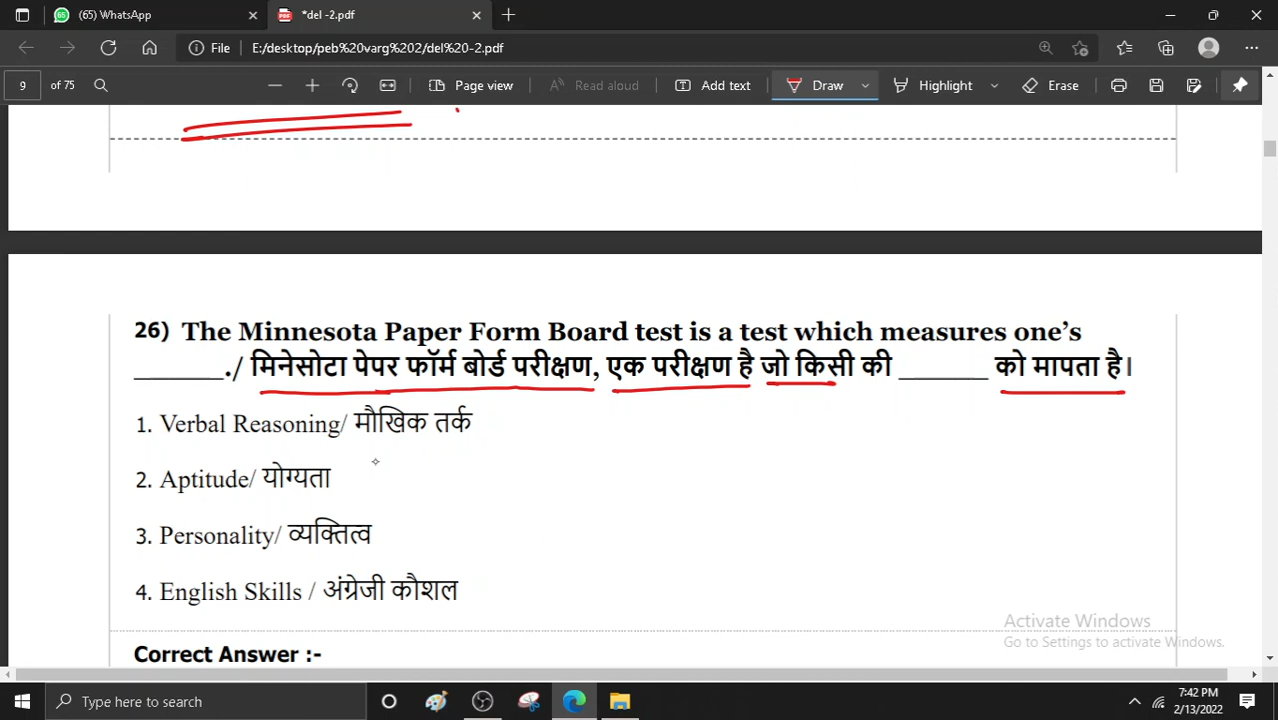 (65) WhatsApp
*del -2.pdf
File
E:/desktop/peb%20varg%202/del%20-2.pdf
9 of 75
Page view
Read aloud
Add text
Draw
Highlight
Erase
26) The Minnesota Paper Form Board test is a test which measures one’s
______./ मिनेसोटा पेपर फॉर्म बोर्ड परीक्षण, एक परीक्षण है जो किसी की ______ को मापता है।
1. Verbal Reasoning/ मौखिक तर्क
2. Aptitude/ योग्यता
3. Personality/ व्यक्तित्व
4. English Skills / अंग्रेजी कौशल
Correct Answer :-
Activate Windows
Go to Settings to activate Windows.
Type here to search
7:42 PM
2/13/2022